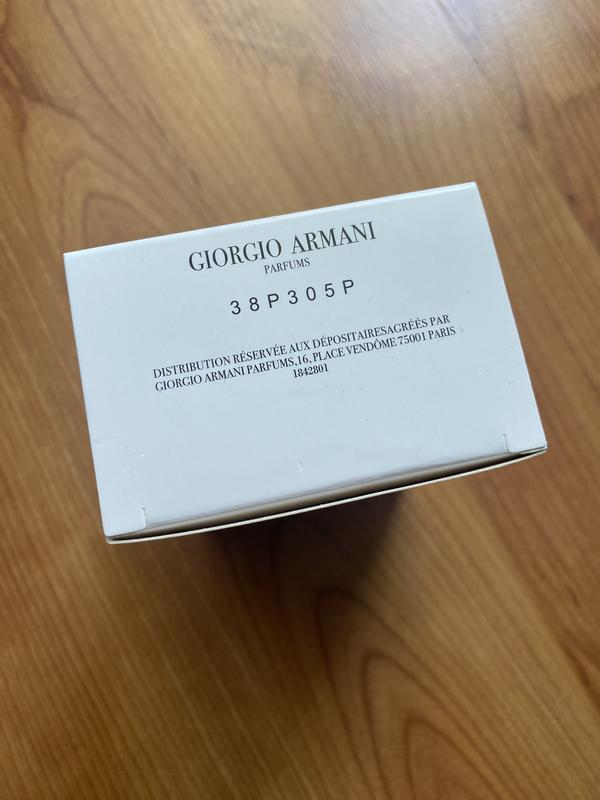 GIORGIO ARMANI
PARFUMS
38P305P
DISTRIBUTION RÉSERVÉE AUX DÉPOSITAIRESAGRÉÉS PAR
GIORGIO ARMANI PARFUMS,16, PLACE VENDÔME 75001 PARIS
1842801